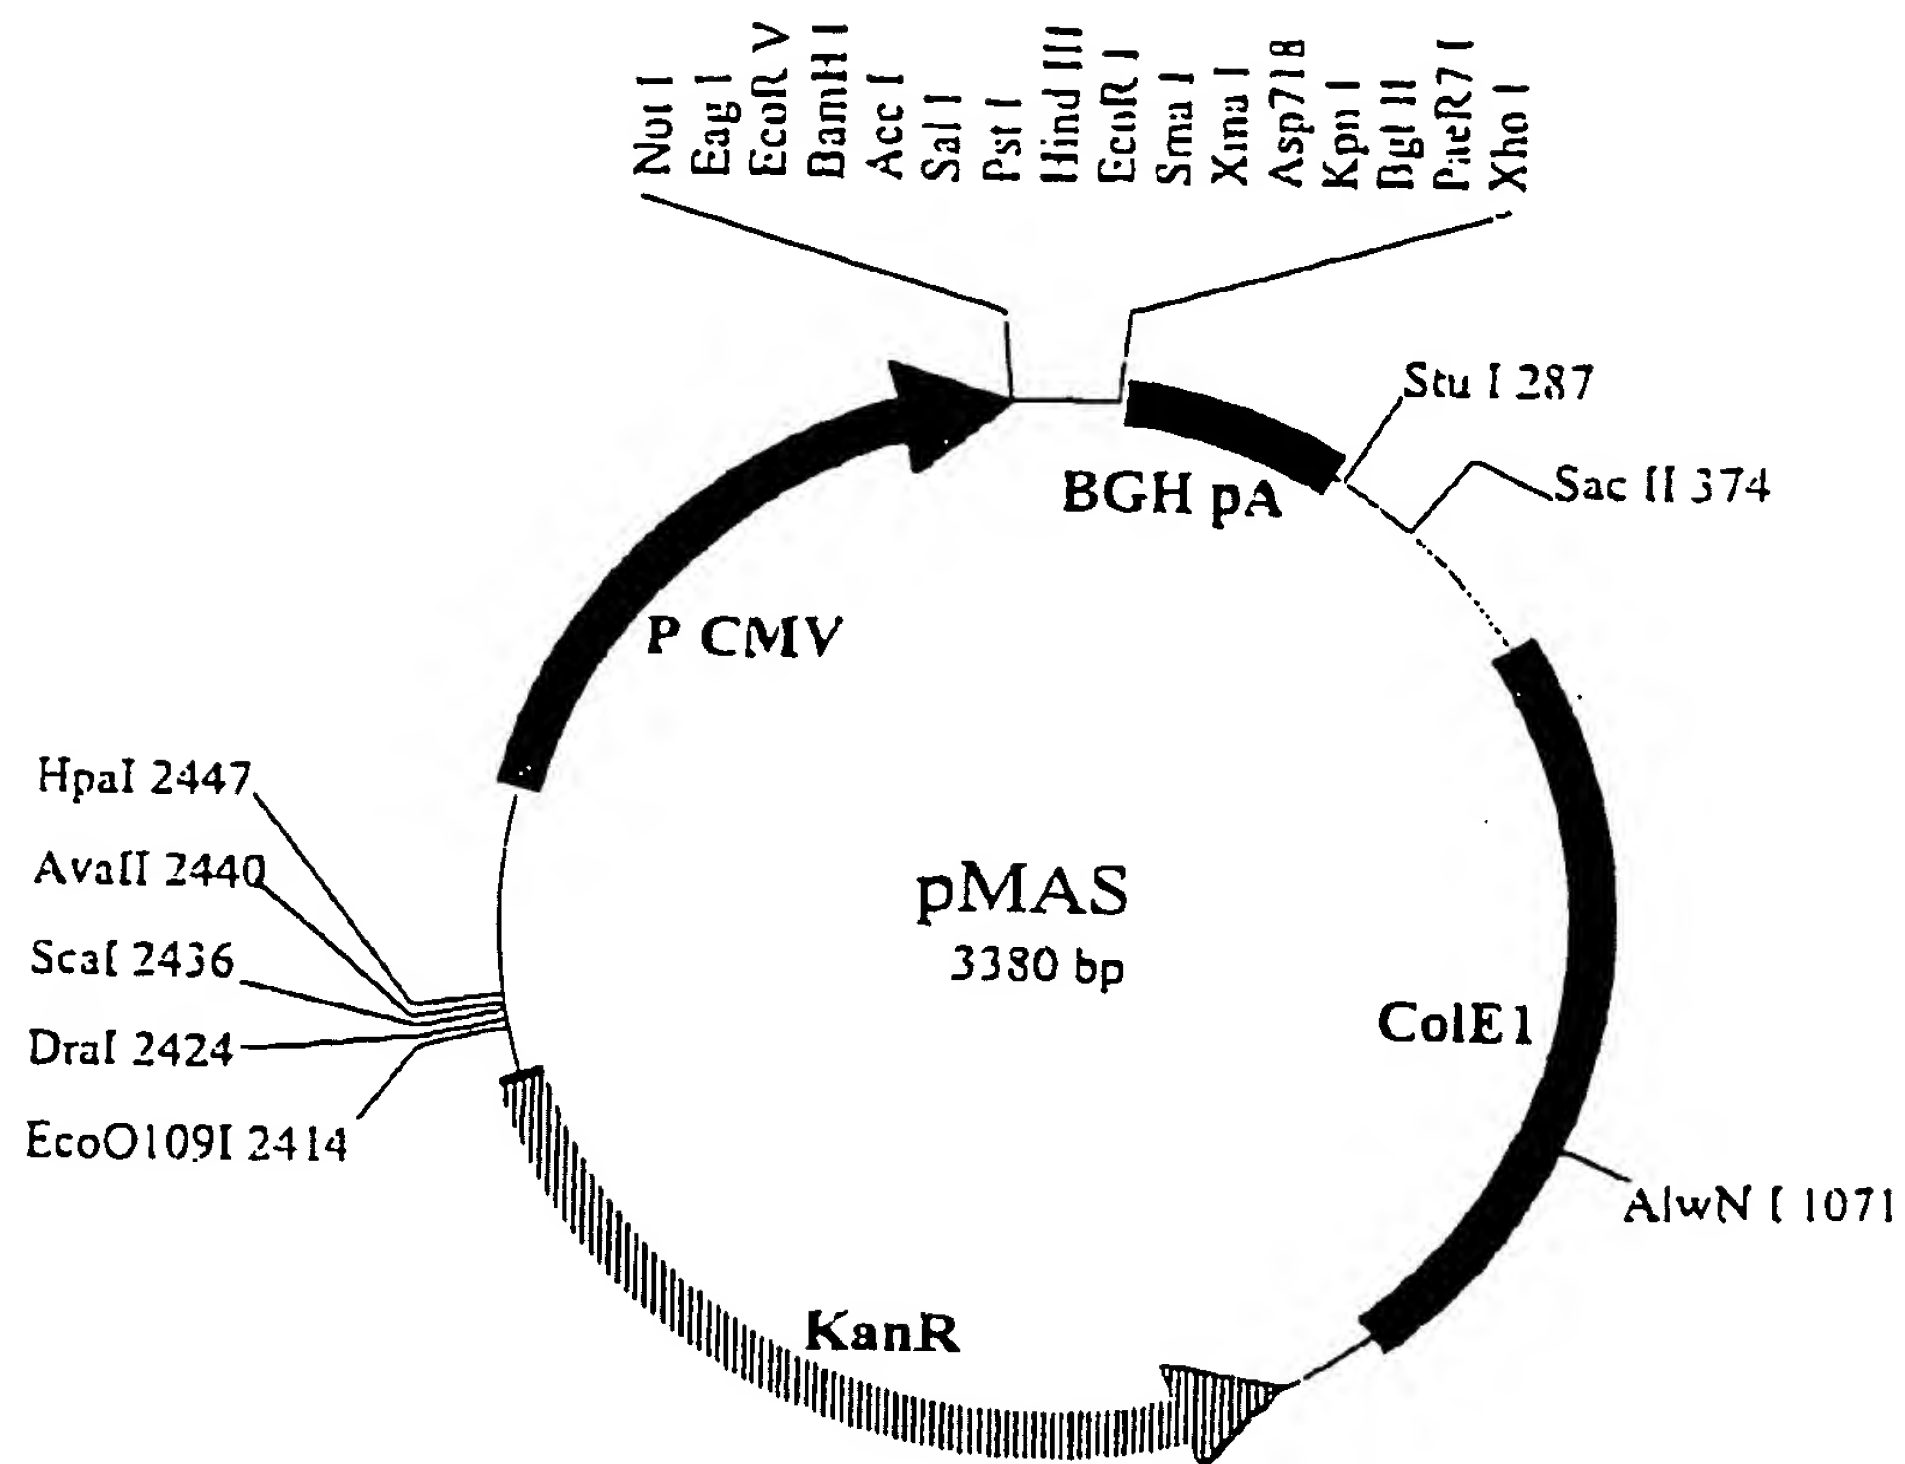 Not I
Eag I
EcoR V
BamH I
Acc I
Sal I
Pst I
Hind III
EcoR I
Sma I
Xma I
Asp718
Kpn I
Bgl II
PaeR7 I
Xho I
Stu I 287
Sac II 374
BGH pA
P CMV
HpaI 2447
AvaII 2440
ScaI 2436
DraI 2424
EcoO109I 2414
pMAS
3380 bp
ColE1
AlwN I 1071
KanR